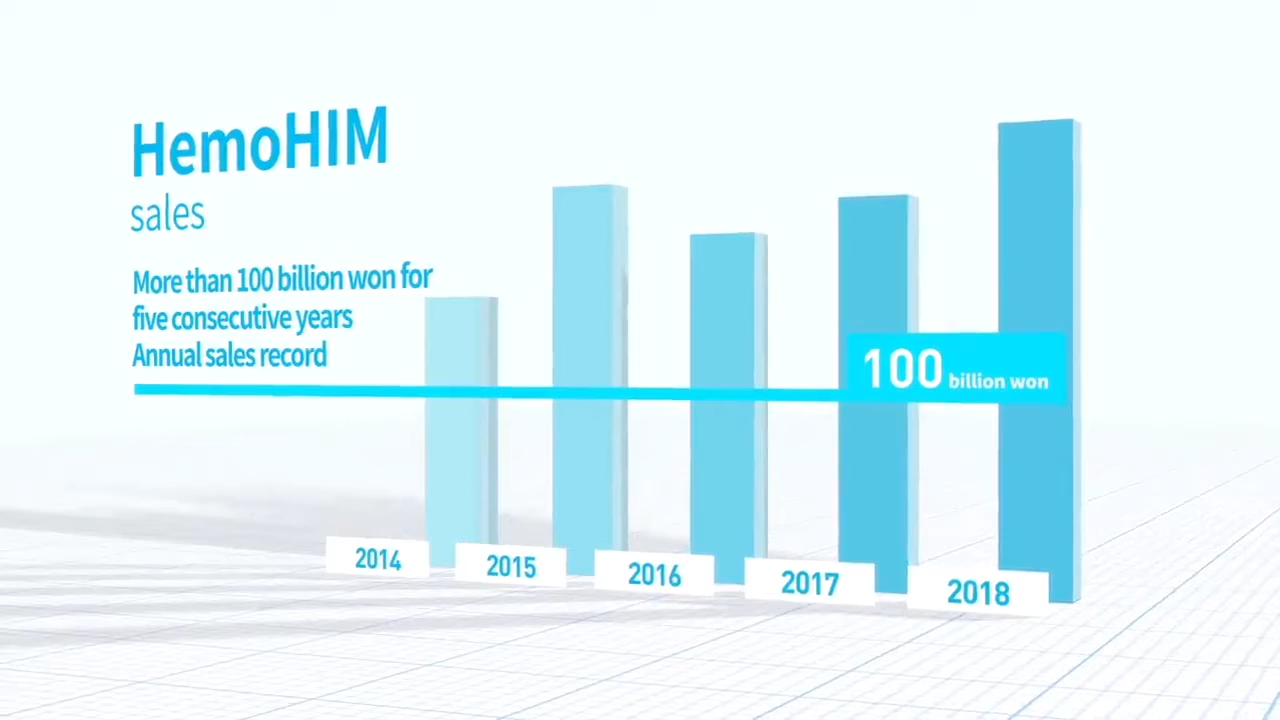 HemoHIM
sales
More than 100 billion won for
five consecutive years
Annual sales record
100 billion won
2014
2015
2016
2017
2018